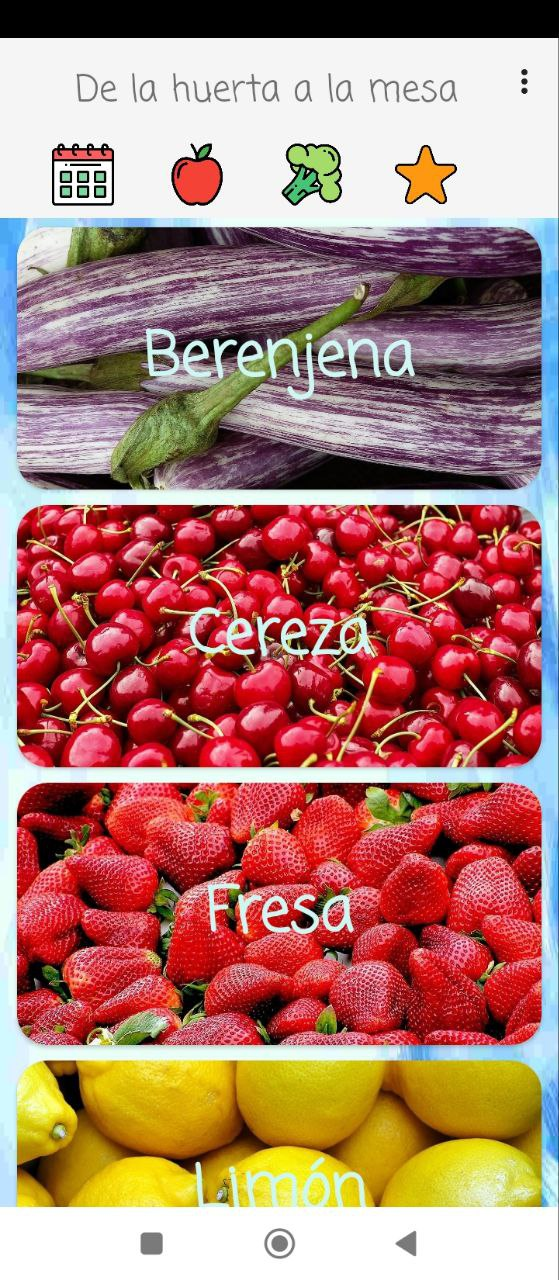 De la huerta a la mesa
Berenjena
Cereza
Fresa
Limón